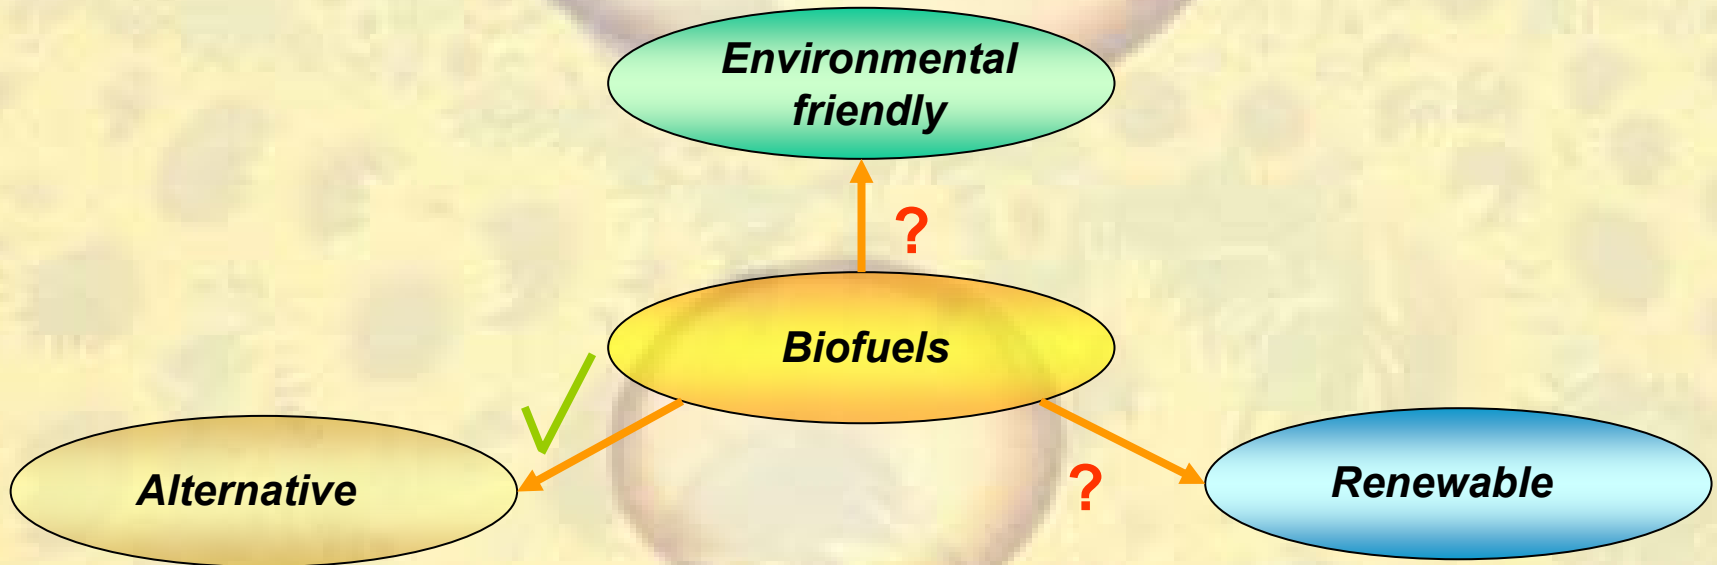 Environmental
friendly
?
Biofuels
Alternative
?
Renewable